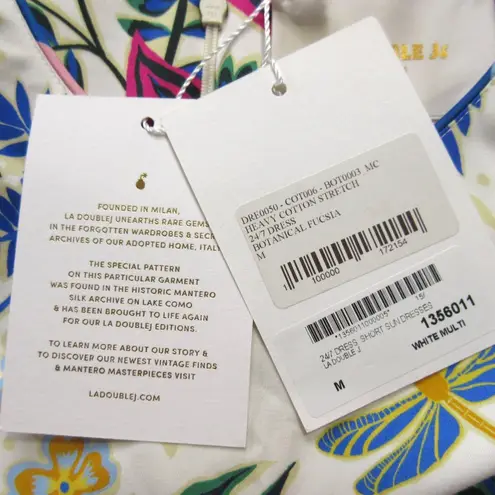 FOUNDED IN MILAN,
LA DOUBLEJ UNEARTHS RARE GEMS
IN THE FORGOTTEN WARDROBES &
ARCHIVES OF OUR ADOPTED HOME,
THE SPECIAL PATTERN
ON THIS PARTICULAR GARMENT
WAS FOUND IN THE HISTORIC MANTERO
SILK ARCHIVE ON LAKE COMO
& HAS BEEN BROUGHT TO LIFE AGAIN
FOR OUR LA DOUBLEJ EDITIONS.
TO LEARN MORE ABOUT OUR STORY &
TO DISCOVER OUR NEWEST VINTAGE FINDS
& MANTERO MASTERPIECES VISIT
LADOUBLEJ.COM
DRE0050 - COT006 - BOT0003_MC
HEAVY COTTON STRETCH
24/7 DRESS
BOTANICAL FUCSIA
M
1 100000 172154
*1356011000005* 15/
24/7 DRESS, SHORT SUN DRESSES
LA DOUBLE J
1356011
M
WHITE MULTI